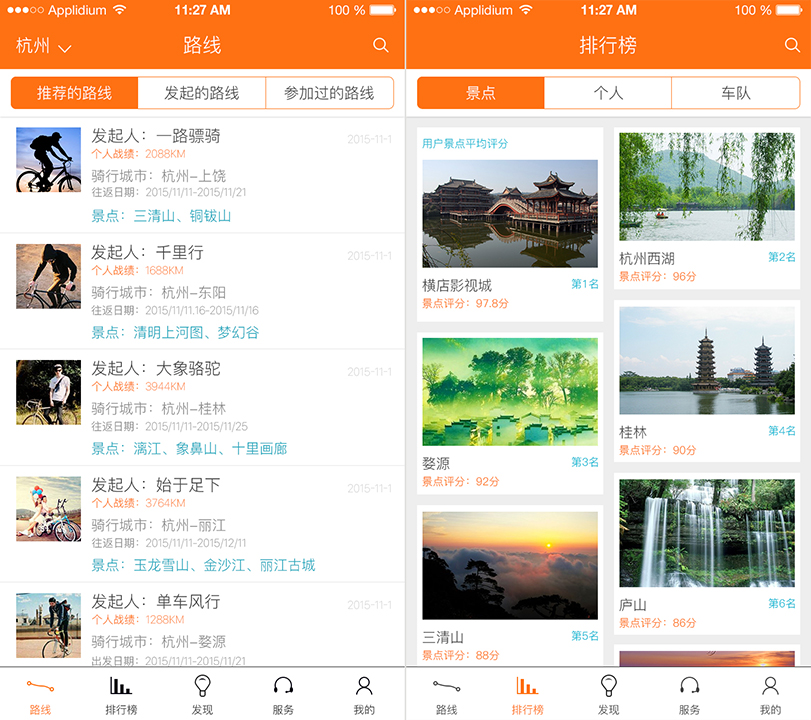 Applidium 11:27 AM 100 %
杭州 路线
推荐的路线 发起的路线 参加过的路线
发起人：一路骠骑 2015-11-1
个人战绩：2088KM
骑行城市：杭州-上饶
往返日期：2015/11/11-2015/11/21
景点：三清山、铜钹山
发起人：千里行 2015-11-1
个人战绩：1688KM
骑行城市：杭州-东阳
往返日期：2015/11/11.16-2015/11/16
景点：清明上河图、梦幻谷
发起人：大象骆驼 2015-11-1
个人战绩：3944KM
骑行城市：杭州-桂林
往返日期：2015/11/11-2015/11/25
景点：漓江、象鼻山、十里画廊
发起人：始于足下 2015-11-1
个人战绩：3764KM
骑行城市：杭州-丽江
往返日期：2015/11/11-2015/12/11
景点：玉龙雪山、金沙江、丽江古城
发起人：单车风行 2015-11-1
个人战绩：1288KM
骑行城市：杭州-婺源
出发日期：2015/11/11-2015/11/21
路线 排行榜 发现 服务 我的
Applidium 11:27 AM 100 %
排行榜
景点 个人 车队
用户景点平均评分
横店影视城 第1名
景点评分：97.8分
杭州西湖 第2名
景点评分：96分
婺源 第3名
景点评分：92分
桂林 第4名
景点评分：90分
三清山 第5名
景点评分：88分
庐山 第6名
景点评分：86分
路线 排行榜 发现 服务 我的